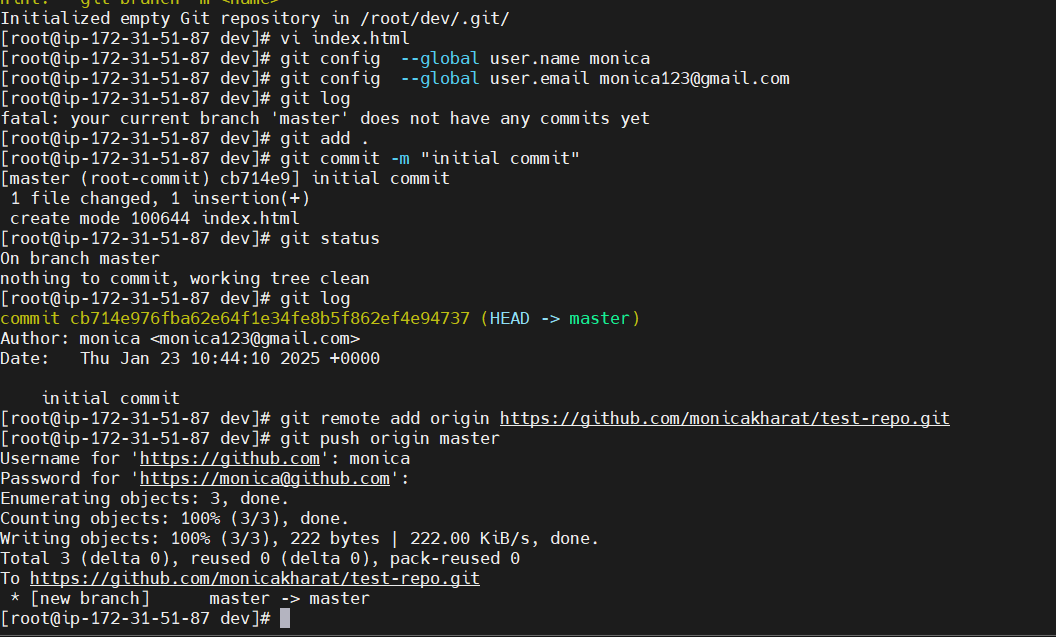 html:   git branch -m <name>
Initialized empty Git repository in /root/dev/.git/
[root@ip-172-31-51-87 dev]# vi index.html
[root@ip-172-31-51-87 dev]# git config  --global user.name monica
[root@ip-172-31-51-87 dev]# git config  --global user.email monica123@gmail.com
[root@ip-172-31-51-87 dev]# git log
fatal: your current branch 'master' does not have any commits yet
[root@ip-172-31-51-87 dev]# git add .
[root@ip-172-31-51-87 dev]# git commit -m "initial commit"
[master (root-commit) cb714e9] initial commit
 1 file changed, 1 insertion(+)
 create mode 100644 index.html
[root@ip-172-31-51-87 dev]# git status
On branch master
nothing to commit, working tree clean
[root@ip-172-31-51-87 dev]# git log
commit cb714e976fba62e64f1e34fe8b5f862ef4e94737 (HEAD -> master)
Author: monica <monica123@gmail.com>
Date:   Thu Jan 23 10:44:10 2025 +0000
    initial commit
[root@ip-172-31-51-87 dev]# git remote add origin https://github.com/monicakharat/test-repo.git
[root@ip-172-31-51-87 dev]# git push origin master
Username for 'https://github.com': monica
Password for 'https://monica@github.com':
Enumerating objects: 3, done.
Counting objects: 100% (3/3), done.
Writing objects: 100% (3/3), 222 bytes | 222.00 KiB/s, done.
Total 3 (delta 0), reused 0 (delta 0), pack-reused 0
To https://github.com/monicakharat/test-repo.git
 * [new branch]      master -> master
[root@ip-172-31-51-87 dev]#